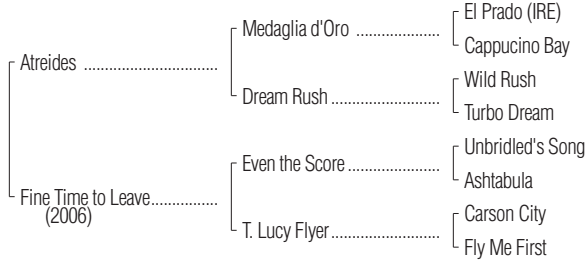 El Prado (IRE)
Medaglia d'Oro ....................
Cappucino Bay
Atreides ................................
Wild Rush
Dream Rush ..........................
Turbo Dream
Unbridled's Song
Even the Score ......................
Ashtabula
Fine Time to Leave................
(2006)
Carson City
T. Lucy Flyer ..........................
Fly Me First